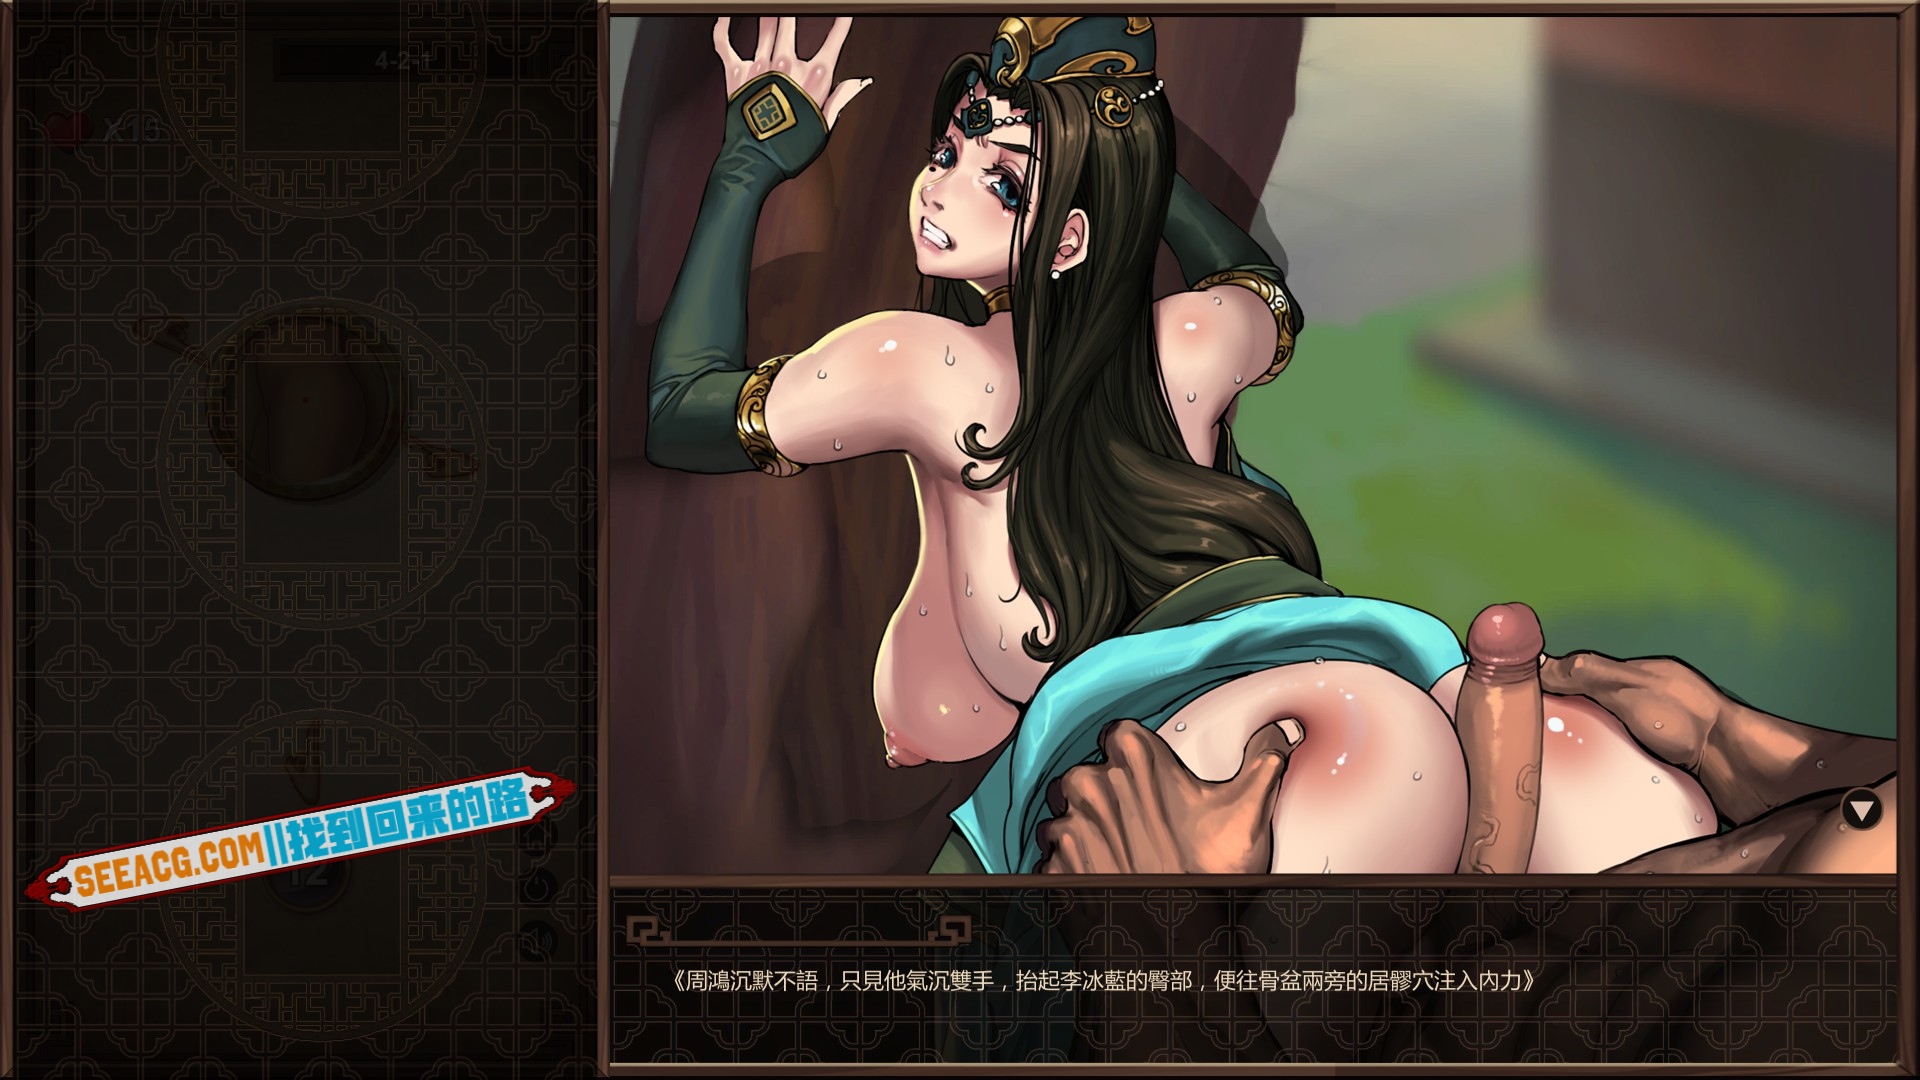 4-2-1
X 16
SEEACG.COM||找到回来的路
12
《周鴻沉默不語，只見他氣沉雙手，抬起李冰藍的臀部，便往骨盆兩旁的居髎穴注入內力》